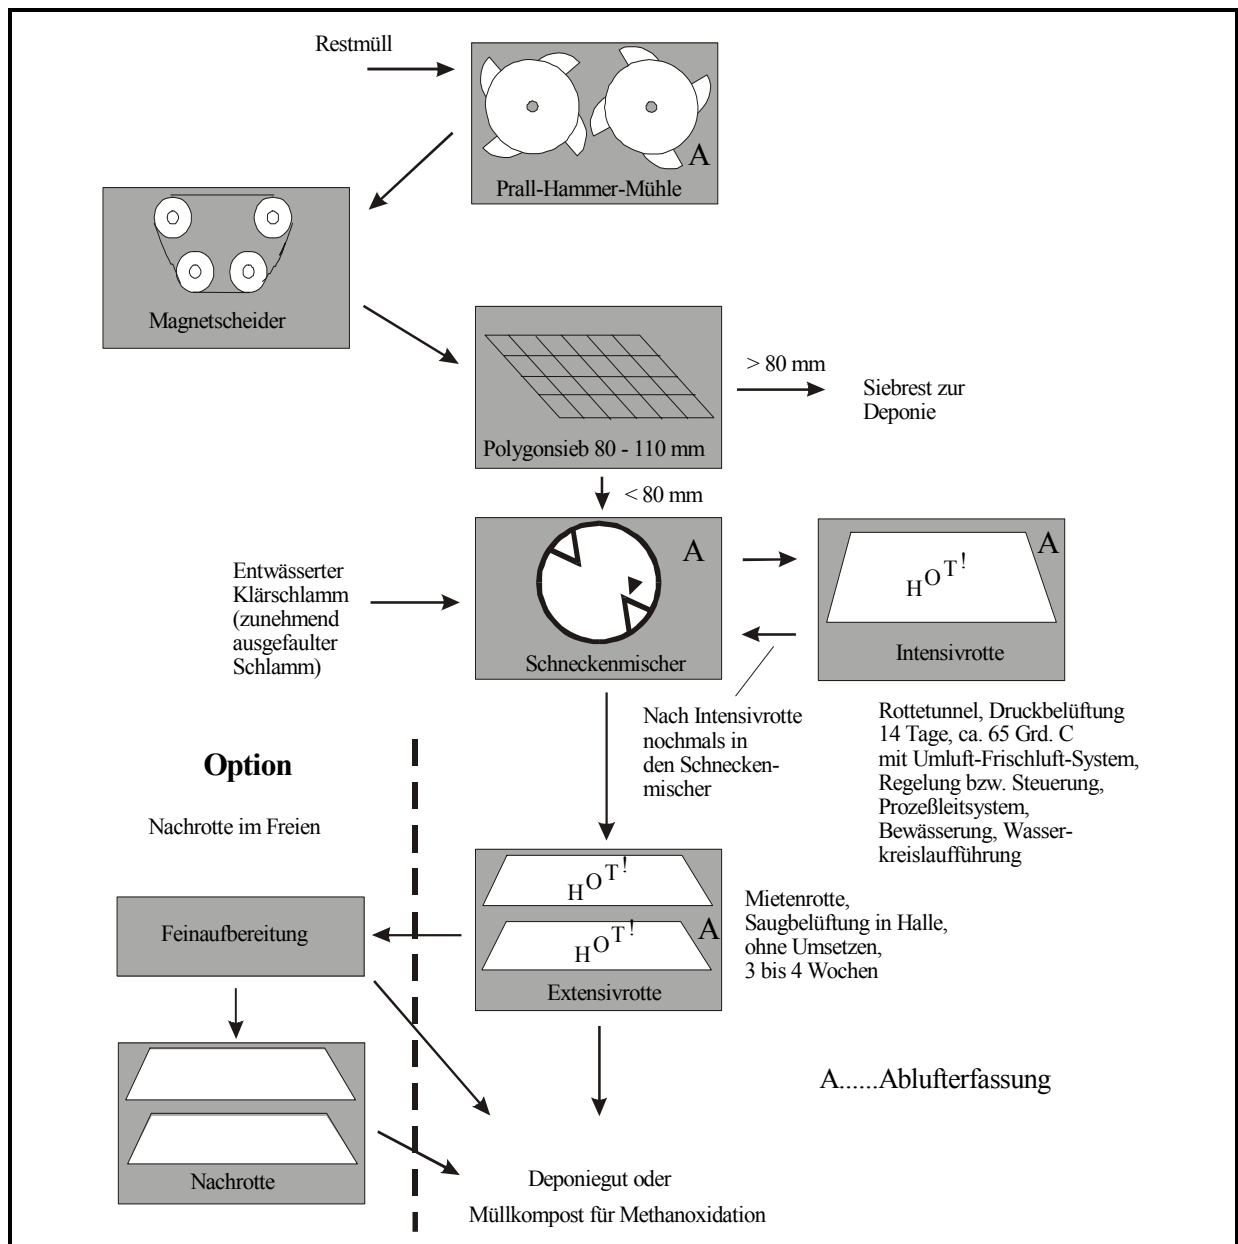 Restmüll
A
Prall-Hammer-Mühle
Magnetscheider
> 80 mm
Siebrest zur
Deponie
Polygonsieb 80 - 110 mm
< 80 mm
A
Schneckenmischer
Entwässerter
Klärschlamm
(zunehmend
ausgefaulter
Schlamm)
A
HOT!
Intensivrotte
Nach Intensivrotte
nochmals in
den Schnecken-
mischer
Rottetunnel, Druckbelüftung
14 Tage, ca. 65 Grd. C
mit Umluft-Frischluft-System,
Regelung bzw. Steuerung,
Prozeßleitsystem,
Bewässerung, Wasser-
kreislaufführung
Option
Nachrotte im Freien
HOT!
HOT!
A
Extensivrotte
Mietenrotte,
Saugbelüftung in Halle,
ohne Umsetzen,
3 bis 4 Wochen
Feinaufbereitung
Nachrotte
A......Ablufterfassung
Deponiegut oder
Müllkompost für Methanoxidation